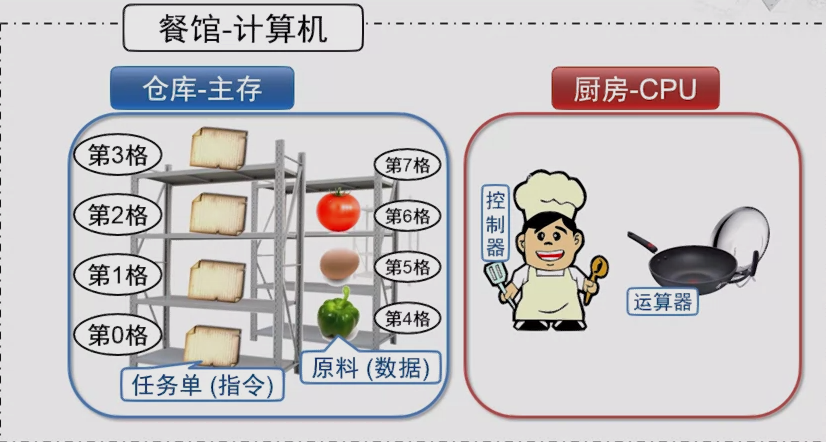 餐馆-计算机
仓库-主存
厨房-CPU
第3格
第7格
第2格
第6格
第1格
第5格
第0格
第4格
任务单 (指令)
原料 (数据)
控制器
运算器